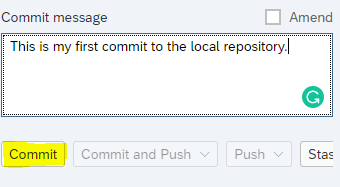 Commit message
Amend
This is my first commit to the local repository.
Commit
Commit and Push
Push
Stas